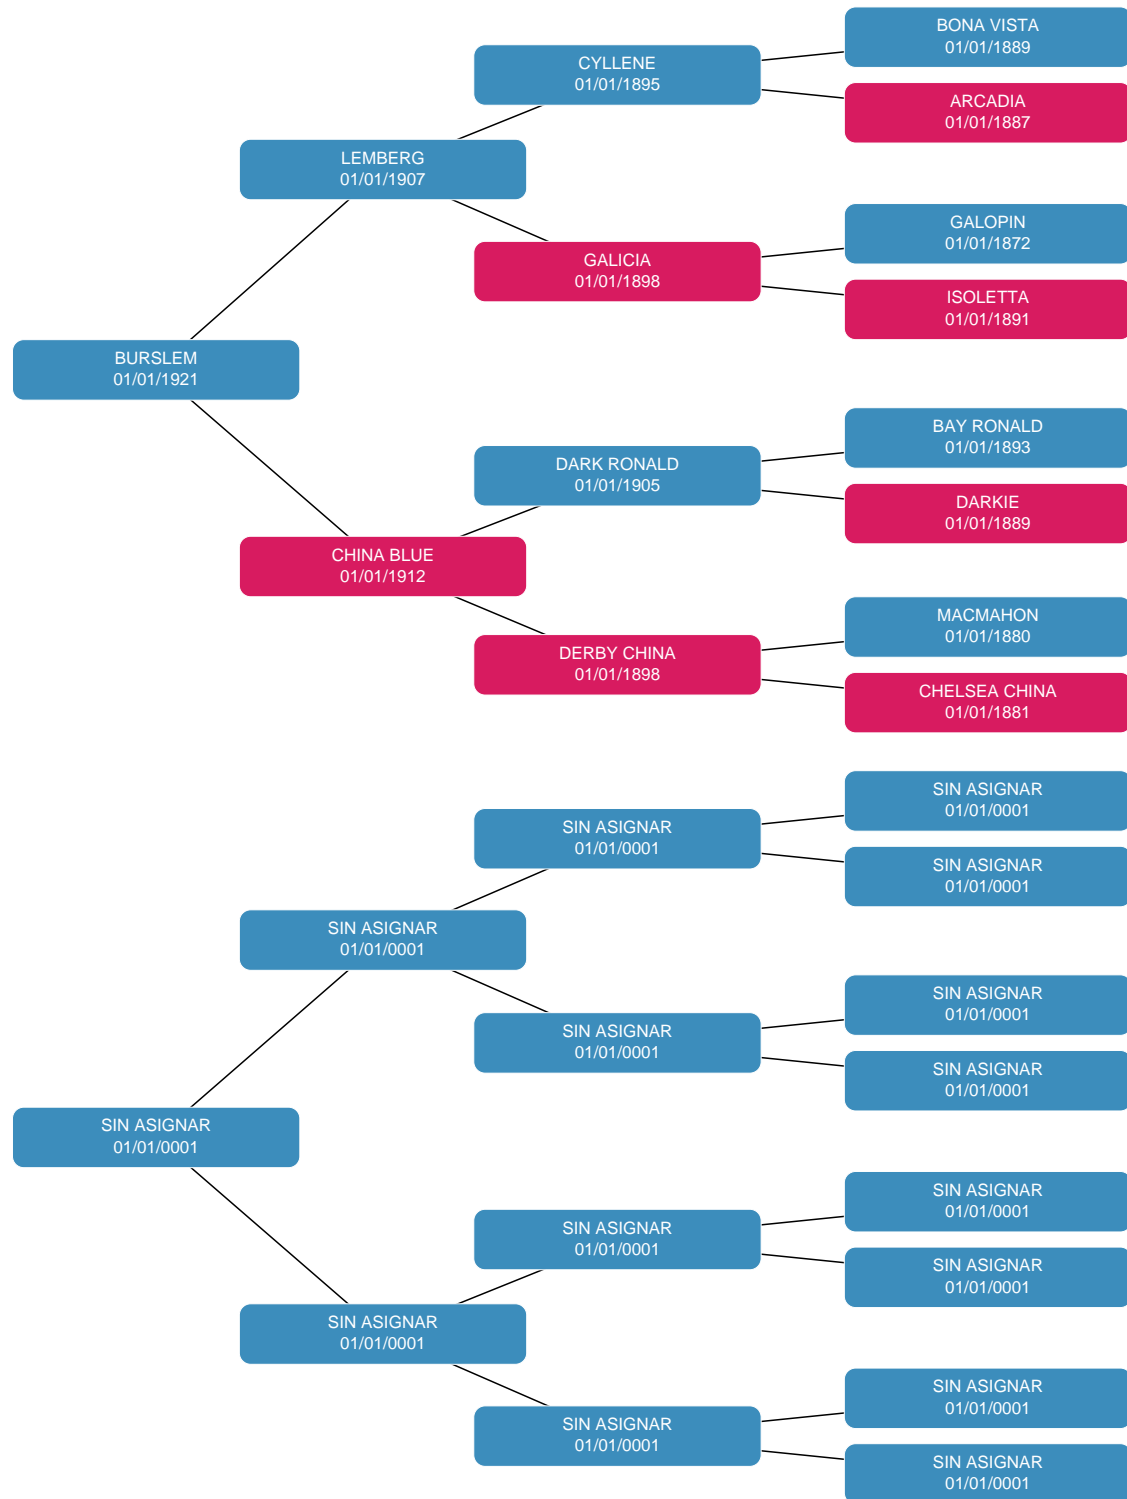 BONA VISTA
01/01/1889
CYLLENE
01/01/1895
ARCADIA
01/01/1887
LEMBERG
01/01/1907
GALOPIN
01/01/1872
GALICIA
01/01/1898
ISOLETTA
01/01/1891
BURSLEM
01/01/1921
BAY RONALD
01/01/1893
DARK RONALD
01/01/1905
DARKIE
01/01/1889
CHINA BLUE
01/01/1912
MACMAHON
01/01/1880
DERBY CHINA
01/01/1898
CHELSEA CHINA
01/01/1881
SIN ASIGNAR
01/01/0001
SIN ASIGNAR
01/01/0001
SIN ASIGNAR
01/01/0001
SIN ASIGNAR
01/01/0001
SIN ASIGNAR
01/01/0001
SIN ASIGNAR
01/01/0001
SIN ASIGNAR
01/01/0001
SIN ASIGNAR
01/01/0001
SIN ASIGNAR
01/01/0001
SIN ASIGNAR
01/01/0001
SIN ASIGNAR
01/01/0001
SIN ASIGNAR
01/01/0001
SIN ASIGNAR
01/01/0001
SIN ASIGNAR
01/01/0001
SIN ASIGNAR
01/01/0001